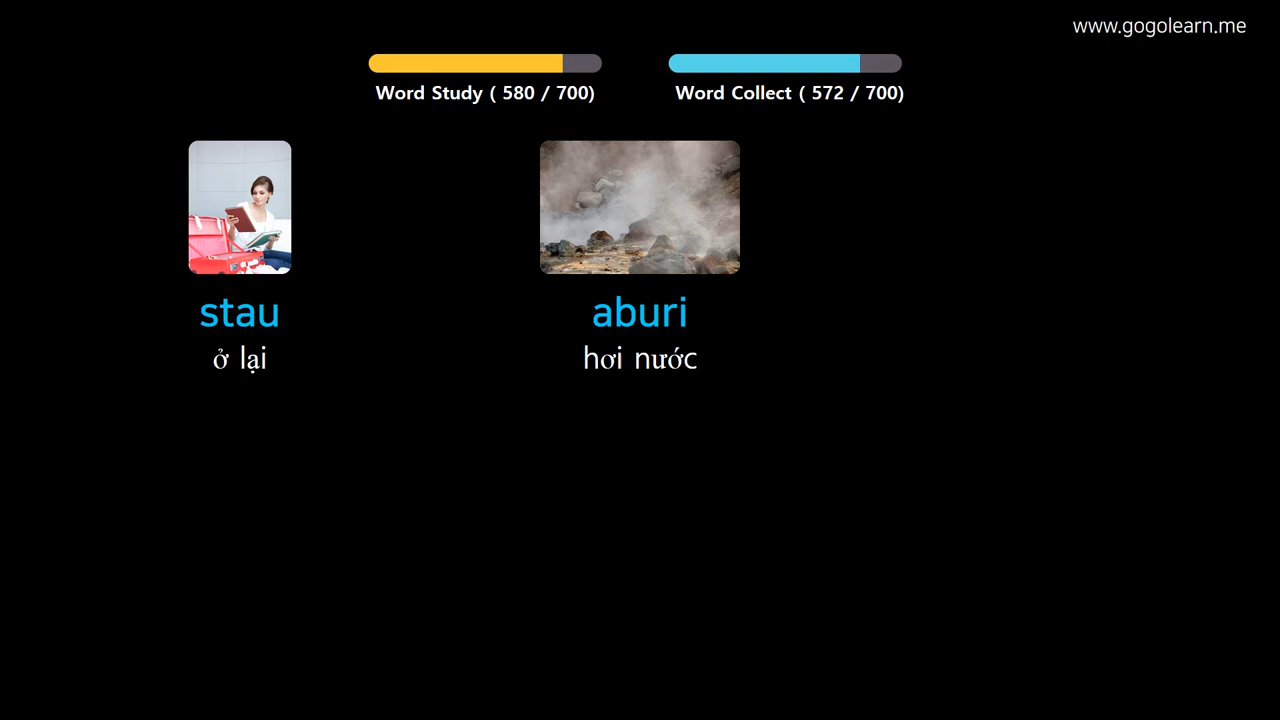 www.gogolearn.me
Word Study ( 580 / 700)
Word Collect ( 572 / 700)
stau
aburi
ở lại
hơi nước